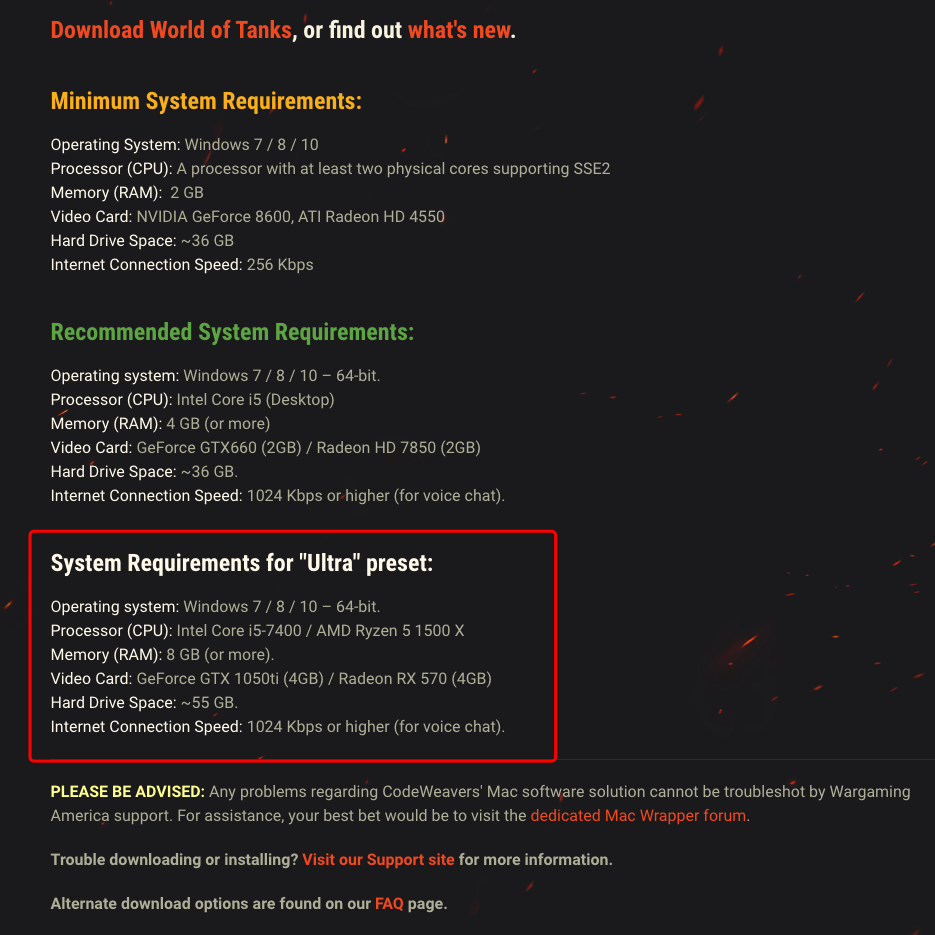 Download World of Tanks, or find out what's new.
Minimum System Requirements:
Operating System: Windows 7 / 8 / 10
Processor (CPU): A processor with at least two physical cores supporting SSE2
Memory (RAM): 2 GB
Video Card: NVIDIA GeForce 8600, ATI Radeon HD 4550
Hard Drive Space: ~36 GB
Internet Connection Speed: 256 Kbps
Recommended System Requirements:
Operating system: Windows 7 / 8 / 10 – 64-bit.
Processor (CPU): Intel Core i5 (Desktop)
Memory (RAM): 4 GB (or more)
Video Card: GeForce GTX660 (2GB) / Radeon HD 7850 (2GB)
Hard Drive Space: ~36 GB.
Internet Connection Speed: 1024 Kbps or higher (for voice chat).
System Requirements for "Ultra" preset:
Operating system: Windows 7 / 8 / 10 – 64-bit.
Processor (CPU): Intel Core i5-7400 / AMD Ryzen 5 1500 X
Memory (RAM): 8 GB (or more).
Video Card: GeForce GTX 1050ti (4GB) / Radeon RX 570 (4GB)
Hard Drive Space: ~55 GB.
Internet Connection Speed: 1024 Kbps or higher (for voice chat).
PLEASE BE ADVISED: Any problems regarding CodeWeavers' Mac software solution cannot be troubleshot by Wargaming
America support. For assistance, your best bet would be to visit the dedicated Mac Wrapper forum.
Trouble downloading or installing? Visit our Support site for more information.
Alternate download options are found on our FAQ page.